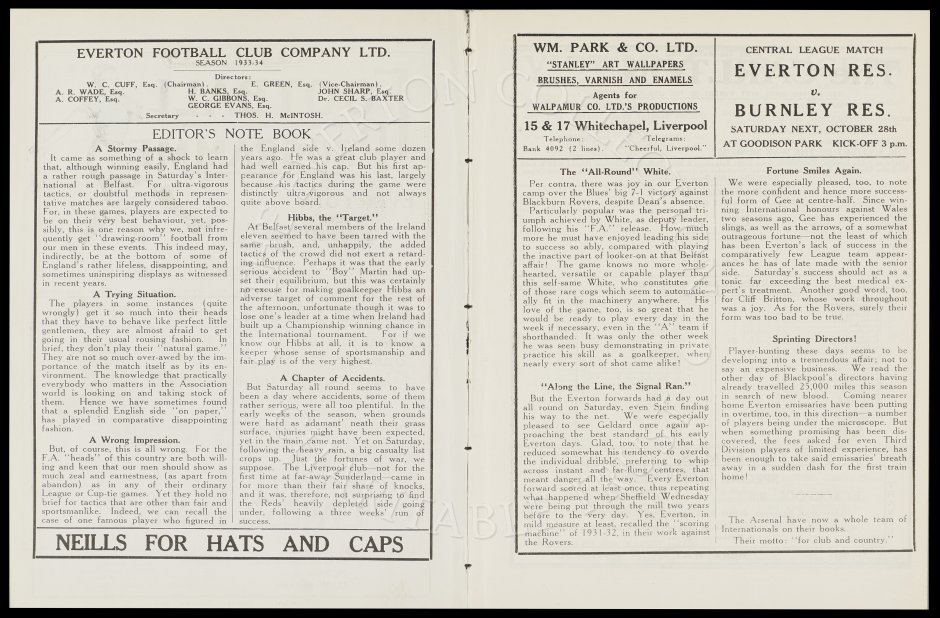 EVERTON FOOTBALL CLUB COMPANY LTD.
SEASON 1933-34
Directors:
W. C. CUFF, Esq. (Chairman). E. GREEN, Esq. (Vice-Chairman).
A. R. WADE, Esq. H. BANKS, Esq. JOHN SHARP, Esq.
A. COFFEY, Esq. W. C. GIBBONS, Esq. Dr. CECIL S. BAXTER
GEORGE EVANS, Esq.
Secretary - - - THOS. H. McINTOSH.
EDITOR'S NOTE BOOK
A Stormy Passage.
It came as something of a shock to learn
that, although winning easily, England had
a rather rough passage in Saturday's Inter-
national at Belfast. For ultra-vigorous
tactics, or doubtful methods in represen-
tative matches are largely considered taboo.
For, in these games, players are expected to
be on their very best behaviour, yet, pos-
sibly, this is one reason why we, not infre-
quently get "drawing-room" football from
our men in these events. This indeed may,
indirectly, be at the bottom of some of
England's rather lifeless, disappointing, and
sometimes uninspiring displays as witnessed
in recent years.
A Trying Situation.
The players in some instances (quite
wrongly) get it so much into their heads
that they have to behave like perfect little
gentlemen, they are almost afraid to get
going in their usual rousing fashion. In
brief, they don't play their "natural game."
They are not so much over-awed by the im-
portance of the match itself as by its en-
vironment. The knowledge that practically
everybody who matters in the Association
world is looking on and taking stock of
them. Hence we have sometimes found
that a splendid English side "on paper,"
has played in comparative disappointing
fashion.
A Wrong Impression.
But, of course, this is all wrong. For the
F.A. "heads" of this country are both will-
ing and keen that our men should show as
much zeal and earnestness, (as apart from
abandon) as in any of their ordinary
League or Cup-tie games. Yet they hold no
brief for tactics that are other than fair and
sportsmanlike. Indeed, we can recall the
case of one famous player who figured in
the England side v. Ireland some dozen
years ago. He was a great club player and
had well earned his cap. But his first ap-
pearance for England was his last, largely
because his tactics during the game were
distinctly ultra-vigorous and not always
quite above board.
Hibbs, the "Target."
At Belfast several members of the Ireland
eleven seemed to have been tarred with the
same brush, and, unhappily, the added
tactics of the crowd did not exert a retard-
ing influence. Perhaps it was that the early
serious accident to "Boy" Martin had up-
set their equilibrium, but this was certainly
no excuse for making goalkeeper Hibbs an
adverse target of comment for the rest of
the afternoon, unfortunate though it was to
lose one's leader at a time when Ireland had
built up a Championship winning chance in
the International tournament. For if we
know our Hibbs at all, it is to know a
keeper whose sense of sportsmanship and
fair play is of the very highest.
A Chapter of Accidents.
But Saturday all round seems to have
been a day where accidents, some of them
rather serious, were all too plentiful. In the
early weeks of the season, when grounds
were hard as adamant' neath their grass
surface, injuries might have been expected,
yet in the main came not. Yet on Saturday,
following the heavy rain, a big casualty list
crops up. Just the fortunes of war, we
suppose. The Liverpool club—not for the
first time at far-away Sunderland—came in
for more than their fair share of knocks,
and it was, therefore, not surprising to find
the Reds' heavily depleted side going
under, following a three weeks' run of
success.
NEILLS FOR HATS AND CAPS
WM. PARK & CO. LTD.
"STANLEY" ART WALLPAPERS
BRUSHES, VARNISH AND ENAMELS
Agents for
WALPAMUR CO. LTD.'S PRODUCTIONS
15 & 17 Whitechapel, Liverpool
Telephone: Telegrams:
Bank 4092 (2 lines). "Cheerful, Liverpool."
CENTRAL LEAGUE MATCH
EVERTON RES.
v.
BURNLEY RES.
SATURDAY NEXT, OCTOBER 28th
AT GOODISON PARK KICK-OFF 3 p.m.
The "All-Round" White.
Per contra, there was joy in our Everton
camp over the Blues' big 7-1 victory against
Blackburn Rovers, despite Dean's absence.
Particularly popular was the personal tri-
umph achieved by White, as deputy leader,
following his "F.A." release. How much
more he must have enjoyed leading his side
to success so ably, compared with playing
the inactive part of looker-on at that Belfast
affair! The game knows no more whole-
hearted, versatile or capable player than
this self-same White, who constitutes one
of those rare cogs which seem to automatic-
ally fit in the machinery anywhere. His
love of the game, too, is so great that he
would be ready to play every day in the
week if necessary, even in the "A" team if
shorthanded. It was only the other week
he was seen busy demonstrating in private
practice his skill as a goalkeeper, when
nearly every sort of shot came alike!
"Along the Line, the Signal Ran."
But the Everton forwards had a day out
all round on Saturday, even Stein finding
his way to the net. We were especially
pleased to see Geldard once again ap-
proaching the best standard of his early
Everton days. Glad, too, to note that he
reduced somewhat his tendency to overdo
the individual dribble, preferring to whip
across instant and far-flung centres, that
meant danger all the way. Every Everton
forward scored at least once, thus repeating
what happened when Sheffield Wednesday
were being put through the mill two years
before to the very day. Yes, Everton, in
mild measure at least, recalled the "scoring
machine" of 1931-32, in their work against
the Rovers.
Fortune Smiles Again.
We were especially pleased, too, to note
the more confident and hence more success-
ful form of Gee at centre-half. Since win-
ning International honours against Wales
two seasons ago, Gee has experienced the
slings, as well as the arrows, of a somewhat
outrageous fortune—not the least of which
has been Everton's lack of success in the
comparatively few League team appear-
ances he has of late made with the senior
side. Saturday's success should act as a
tonic far exceeding the best medical ex-
pert's treatment. Another good word, too,
for Cliff Britton, whose work throughout
was a joy. As for the Rovers, surely their
form was too bad to be true.
Sprinting Directors!
Player-hunting these days seems to be
developing into a tremendous affair; not to
say an expensive business. We read the
other day of Blackpool's directors having
already travelled 25,000 miles this season
in search of new blood. Coming nearer
home Everton emissaries have been putting
in overtime, too, in this direction—a number
of players being under the microscope. But
when something promising has been dis-
covered, the fees asked for even Third
Division players of limited experience, has
been enough to take said emissaries' breath
away in a sudden dash for the first train
home!
The Arsenal have now a whole team of
Internationals on their books.
Their motto: "for club and country."